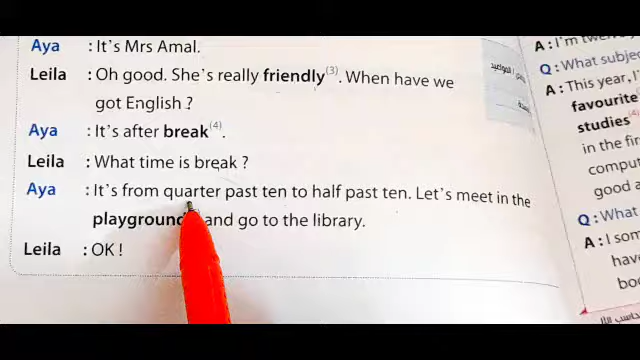 Aya : It's Mrs Amal.
Leila : Oh good. She's really friendly(3). When have we
got English ?
Aya : It's after break(4).
Leila : What time is break ?
Aya : It's from quarter past ten to half past ten. Let's meet in the
playground and go to the library.
Leila : OK !
A : I'm
Q : What subje
A : This year, I
favourite
studies(4)
in the fir
comput
good a
Q : What
A : I som
have
bo